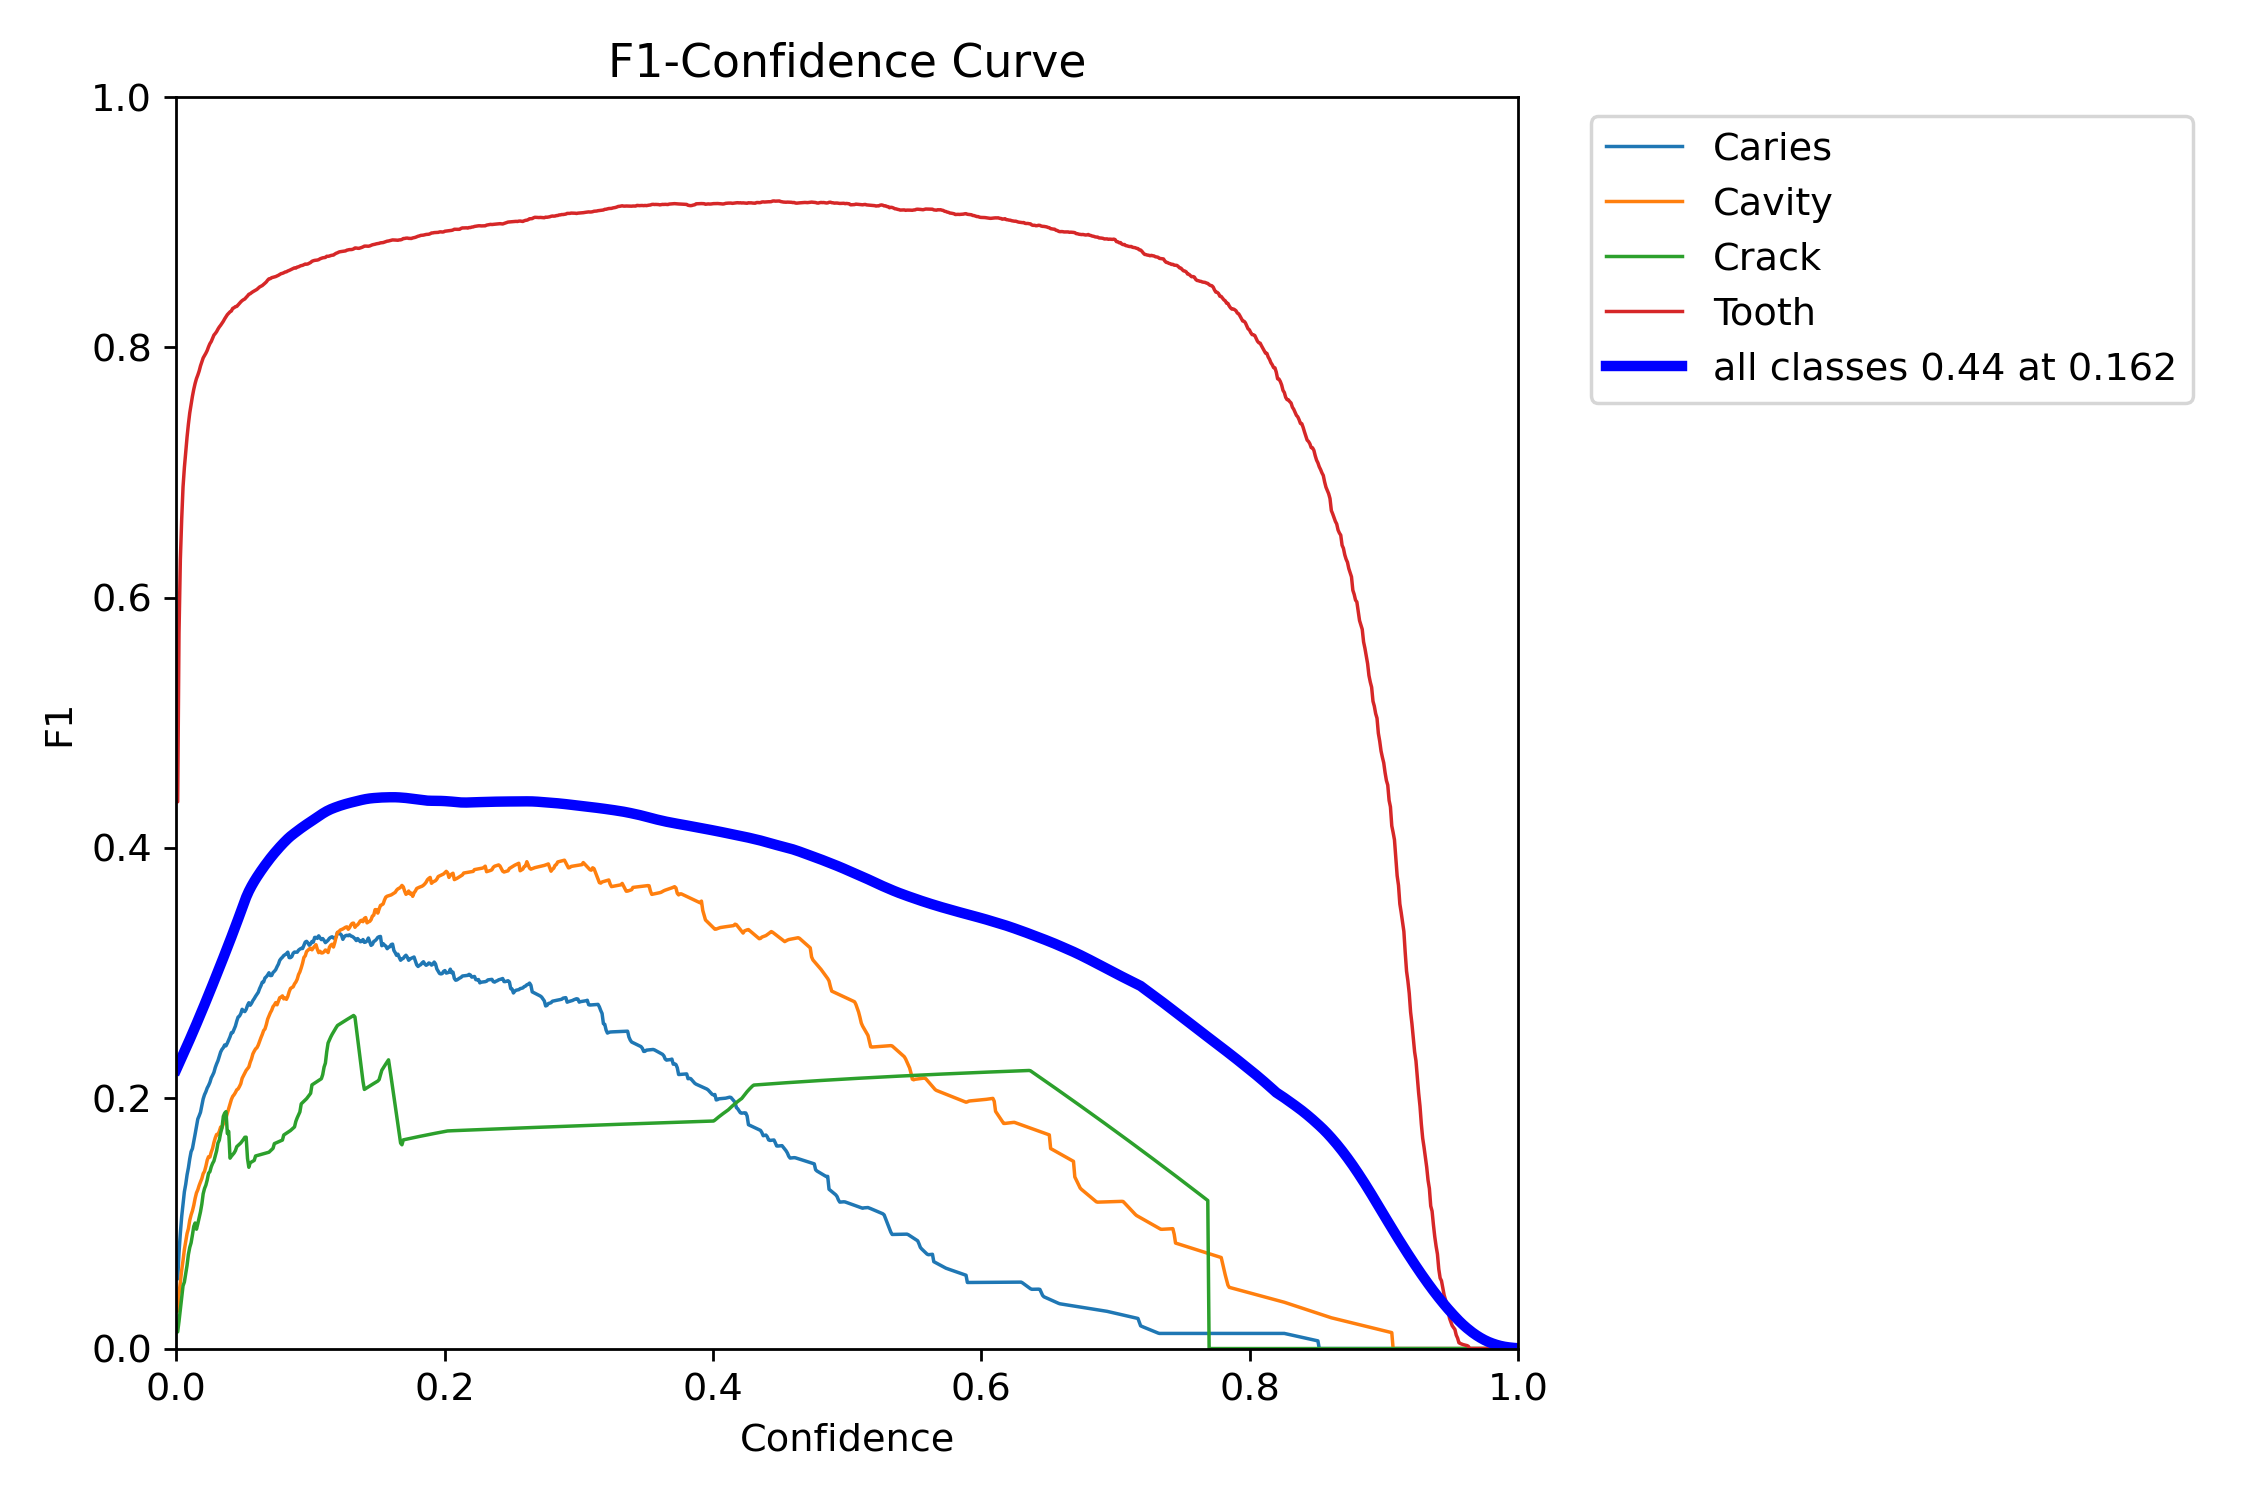 F1-Confidence Curve
1.0
0.8
0.6
0.4
0.2
0.0
F1
0.0 0.2 0.4 0.6 0.8 1.0
Confidence
Caries
Cavity
Crack
Tooth
all classes 0.44 at 0.162